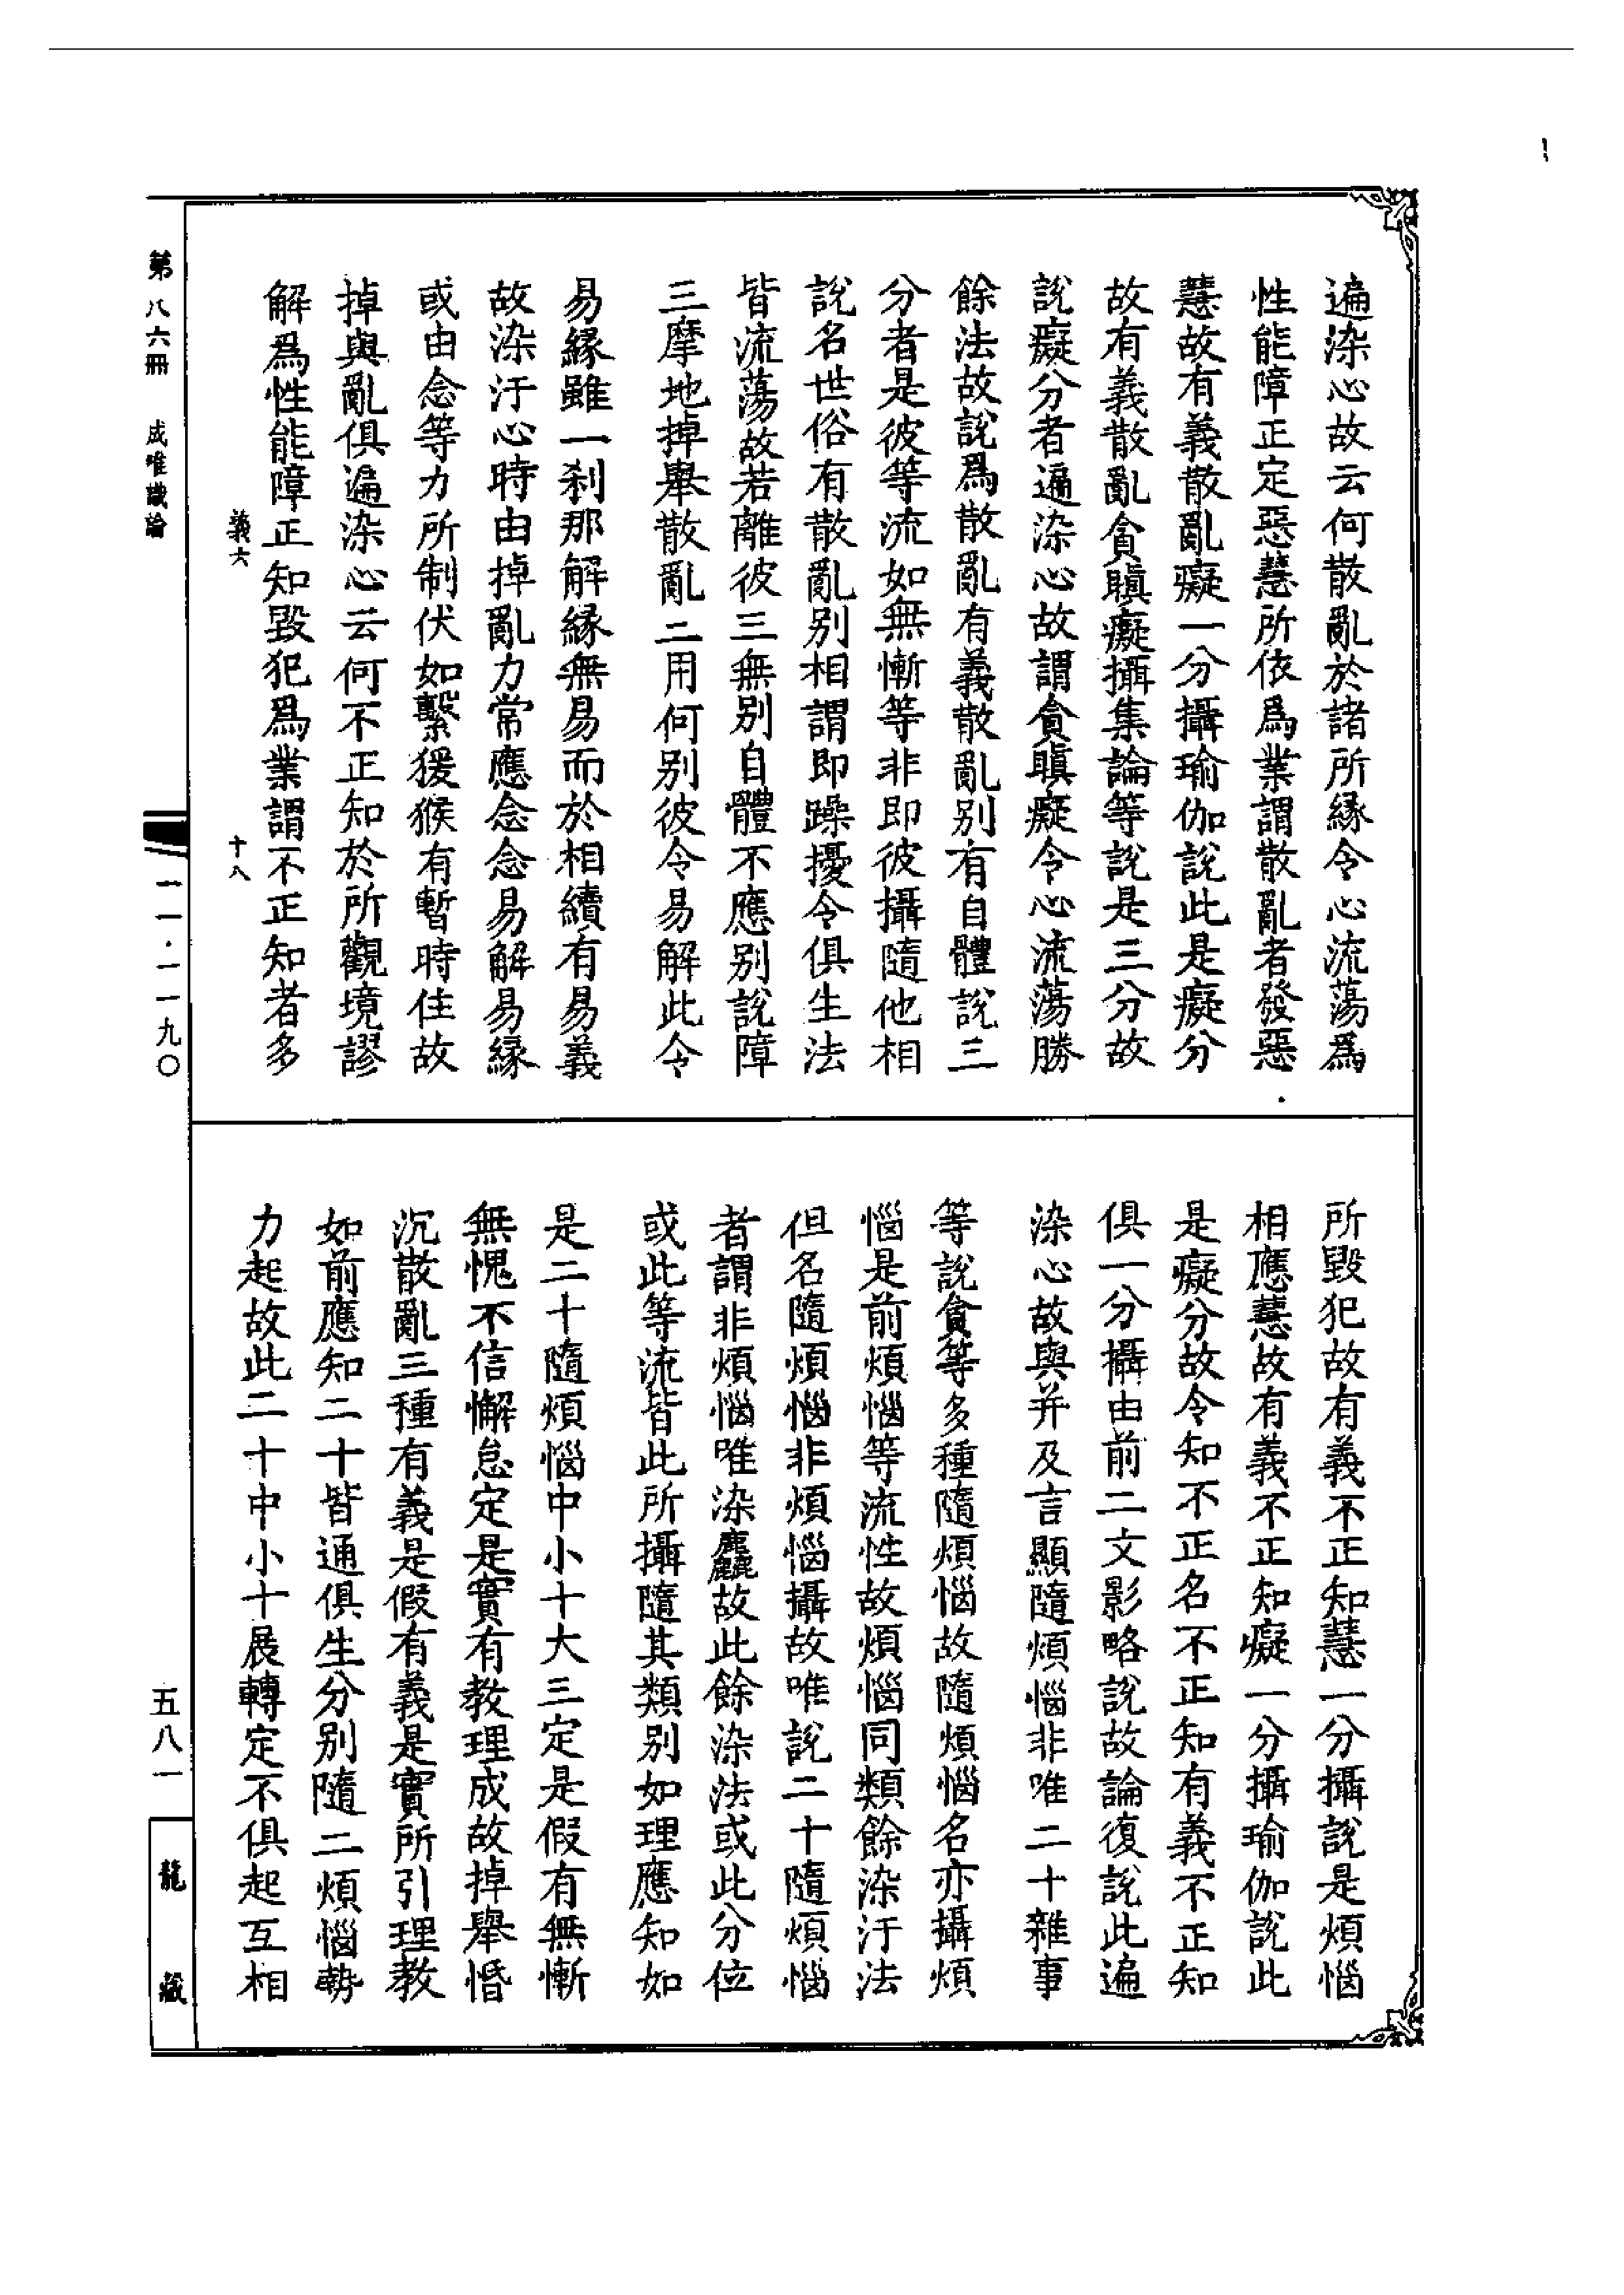 遍染心故云何散亂於諸所緣令心流蕩爲
性能障正定惡慧所依爲業謂散亂者發惡
慧故有義散亂癡一分攝瑜伽說此是癡分
故有義散亂貪瞋癡攝集論等說是三分故
說癡分者遍染心故謂貪瞋癡令心流蕩勝
餘法故說爲散亂有義散亂別有自體說三
分者是彼等流如無慚等非即彼攝隨他相
說名世俗有散亂別相謂即躁擾令俱生法
皆流蕩故若離彼三無別自體不應別說障
三摩地掉舉散亂二用何別彼令易解此令
易緣雖一剎那解緣無易而於相續有易義
故染汙心時由掉亂力常應念念易解易緣
或由念等力所制伏如繫猨猴有暫時住故
掉與亂俱遍染心云何不正知於所觀境謬
解爲性能障正知毀犯爲業謂不正知者多
義六 十八
所毀犯故有義不正知慧一分攝說是煩惱
相應慧故有義不正知癡一分攝瑜伽說此
是癡分故令知不正名不正知有義不正知
俱一分攝由前二文影略說故論復說此遍
染心故與并及言顯隨煩惱非唯二十雜事
等說貪等多種隨煩惱故隨煩惱名亦攝煩
惱是前煩惱等流性故煩惱同類餘染汙法
但名隨煩惱非煩惱攝故唯說二十隨煩惱
者謂非煩惱唯染麤故此餘染法或此分位
或此等流皆此所攝隨其類別如理應知如
是二十隨煩惱中小十大三定是假有無慚
無愧不信懈怠定是實有教理成故掉舉惛
沉散亂三種有義是假有義是實所引理教
如前應知二十皆通俱生分別隨二煩惱勢
力起故此二十中小十展轉定不俱起互相
第八六冊 成唯識論
一一·一一九〇
五八一
龍藏